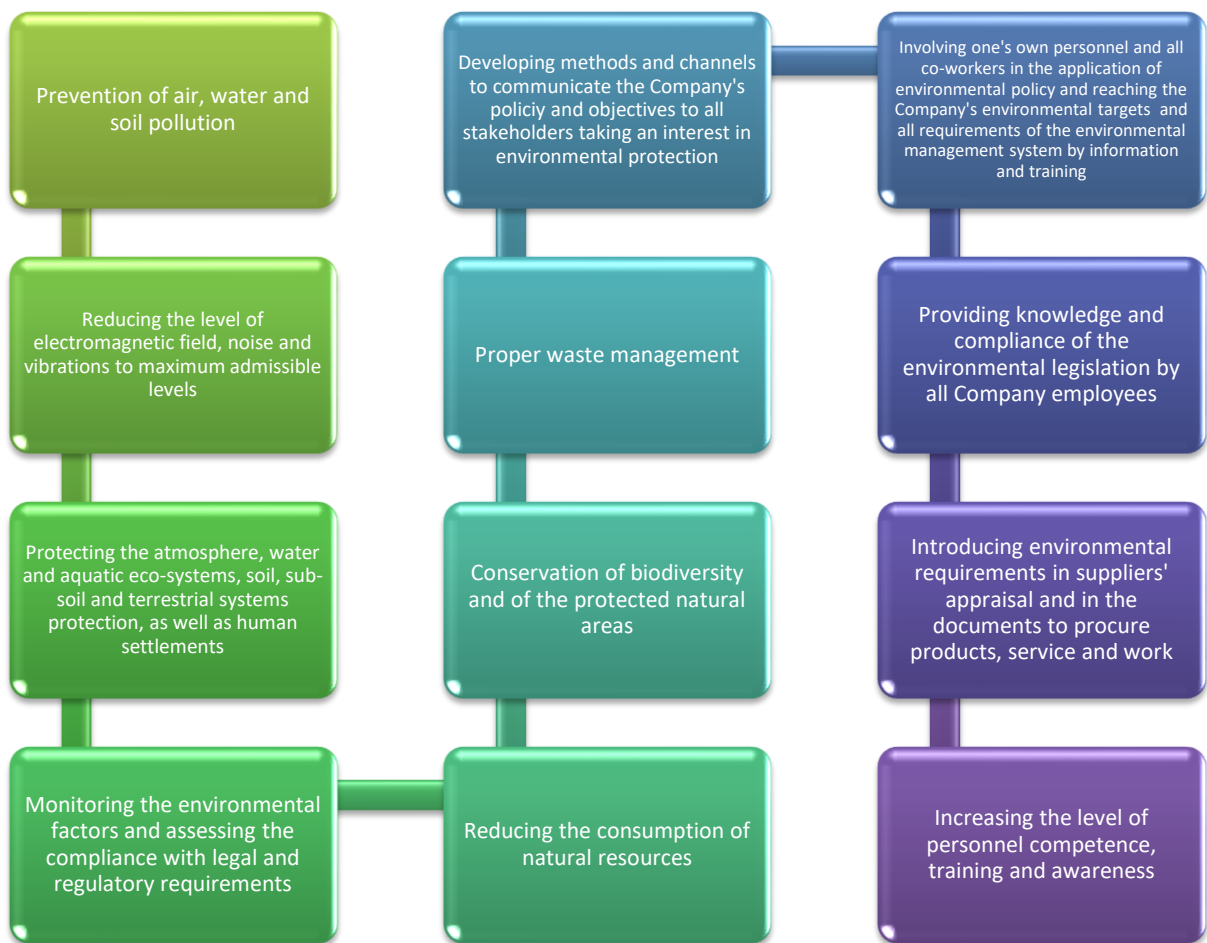 Prevention of air, water and
soil pollution
Reducing the level of
electromagnetic field, noise and
vibrations to maximum admissible
levels
Protecting the atmosphere, water
and aquatic eco-systems, soil, sub-
soil and terrestrial systems
protection, as well as human
settlements
Monitoring the environmental
factors and assessing the
compliance with legal and
regulatory requirements
Reducing the consumption of
natural resources
Conservation of biodiversity
and of the protected natural
areas
Proper waste management
Developing methods and channels
to communicate the Company's
policiy and objectives to all
stakeholders taking an interest in
environmental protection
Involving one's own personnel and all
co-workers in the application of
environmental policy and reaching the
Company's environmental targets and
all requirements of the environmental
management system by information
and training
Providing knowledge and
compliance of the
environmental legislation by
all Company employees
Introducing environmental
requirements in suppliers'
appraisal and in the
documents to procure
products, service and work
Increasing the level of
personnel competence,
training and awareness